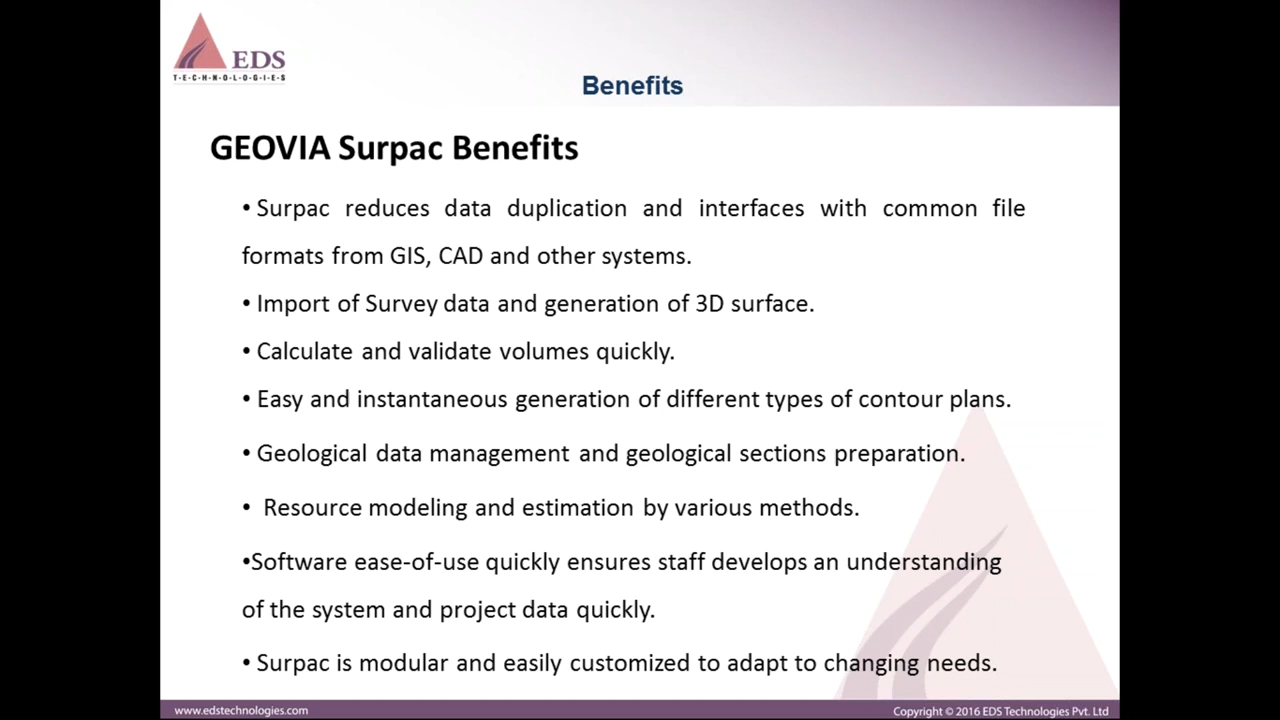 EDS
T·E·C·H·N·O·L·O·G·I·E·S
Benefits
GEOVIA Surpac Benefits
• Surpac reduces data duplication and interfaces with common file
formats from GIS, CAD and other systems.
• Import of Survey data and generation of 3D surface.
• Calculate and validate volumes quickly.
• Easy and instantaneous generation of different types of contour plans.
• Geological data management and geological sections preparation.
• Resource modeling and estimation by various methods.
•Software ease-of-use quickly ensures staff develops an understanding
of the system and project data quickly.
• Surpac is modular and easily customized to adapt to changing needs.
www.edstechnologies.com
Copyright © 2016 EDS Technologies Pvt. Ltd